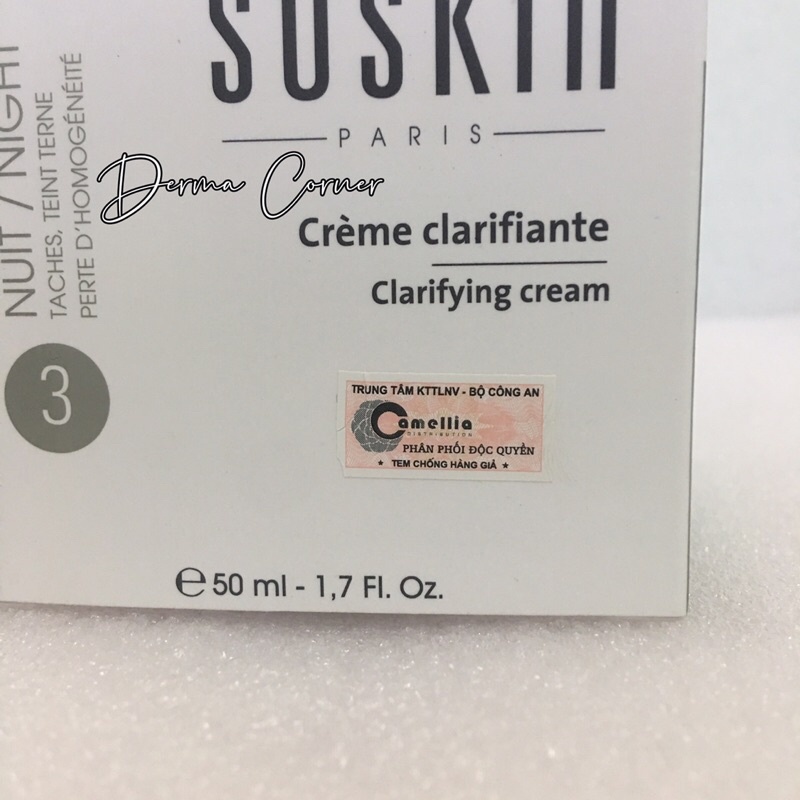 SOSKIN
PARIS
Derma Corner
Crème clarifiante
Clarifying cream
NUIT / NIGHT
TACHES, TEINT TERNE
PERTE D'HOMOGÉNÉITÉ
3
TRUNG TÂM KTTLNV - BỘ CÔNG AN
Camellia
DISTRIBUTION
PHÂN PHỐI ĐỘC QUYỀN
★ TEM CHỐNG HÀNG GIẢ ★
℮ 50 ml - 1,7 Fl. Oz.